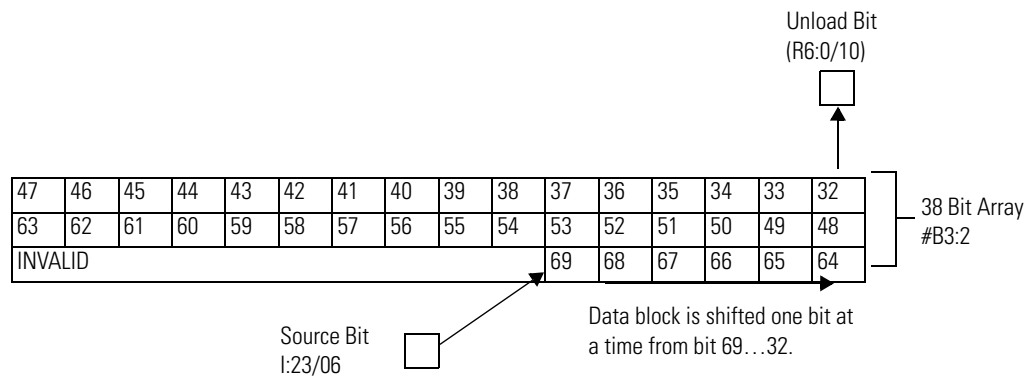 Unload Bit
(R6:0/10)
47 46 45 44 43 42 41 40 39 38 37 36 35 34 33 32
63 62 61 60 59 58 57 56 55 54 53 52 51 50 49 48
INVALID 69 68 67 66 65 64
38 Bit Array
#B3:2
Source Bit
I:23/06
Data block is shifted one bit at
a time from bit 69...32.